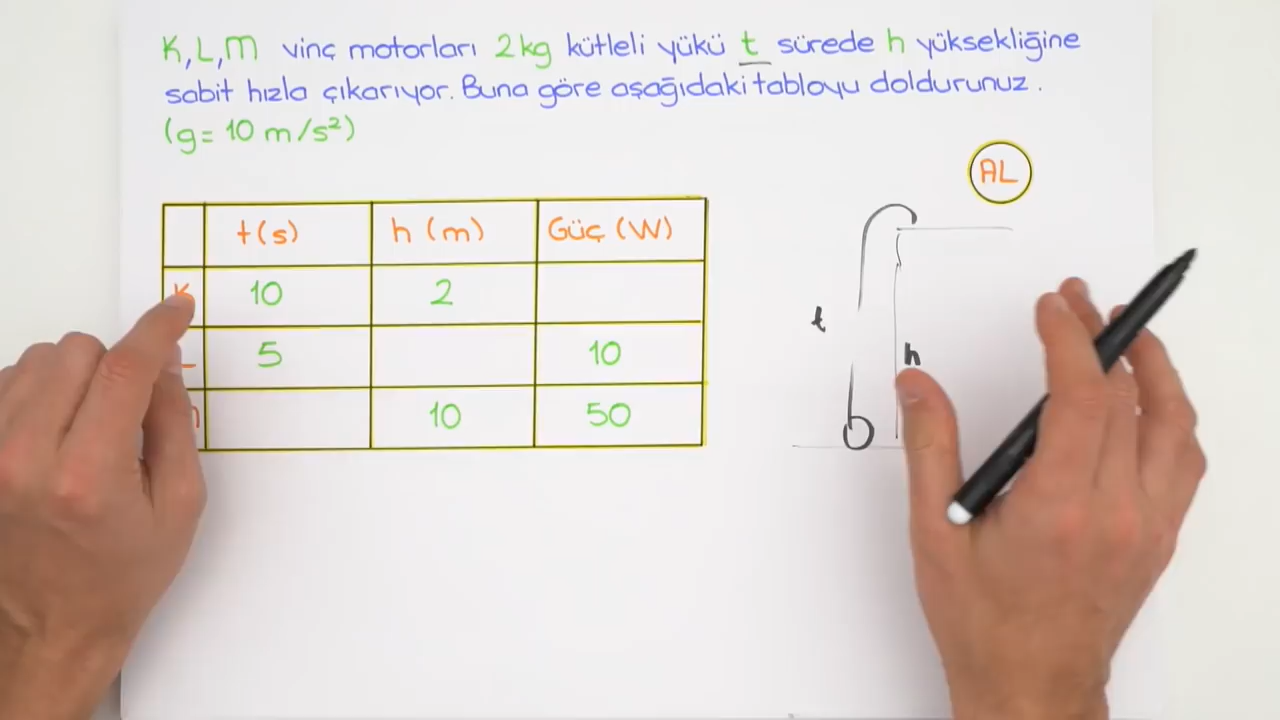 K, L, M vinç motorları 2kg kütleli yükü t sürede h yüksekliğine
sabit hızla çıkarıyor. Buna göre aşağıdaki tabloyu doldurunuz.
(g= 10 m/s²)
AL
t(s) h (m) Güç (W)
K 10 2
5 10
10 50
t
h